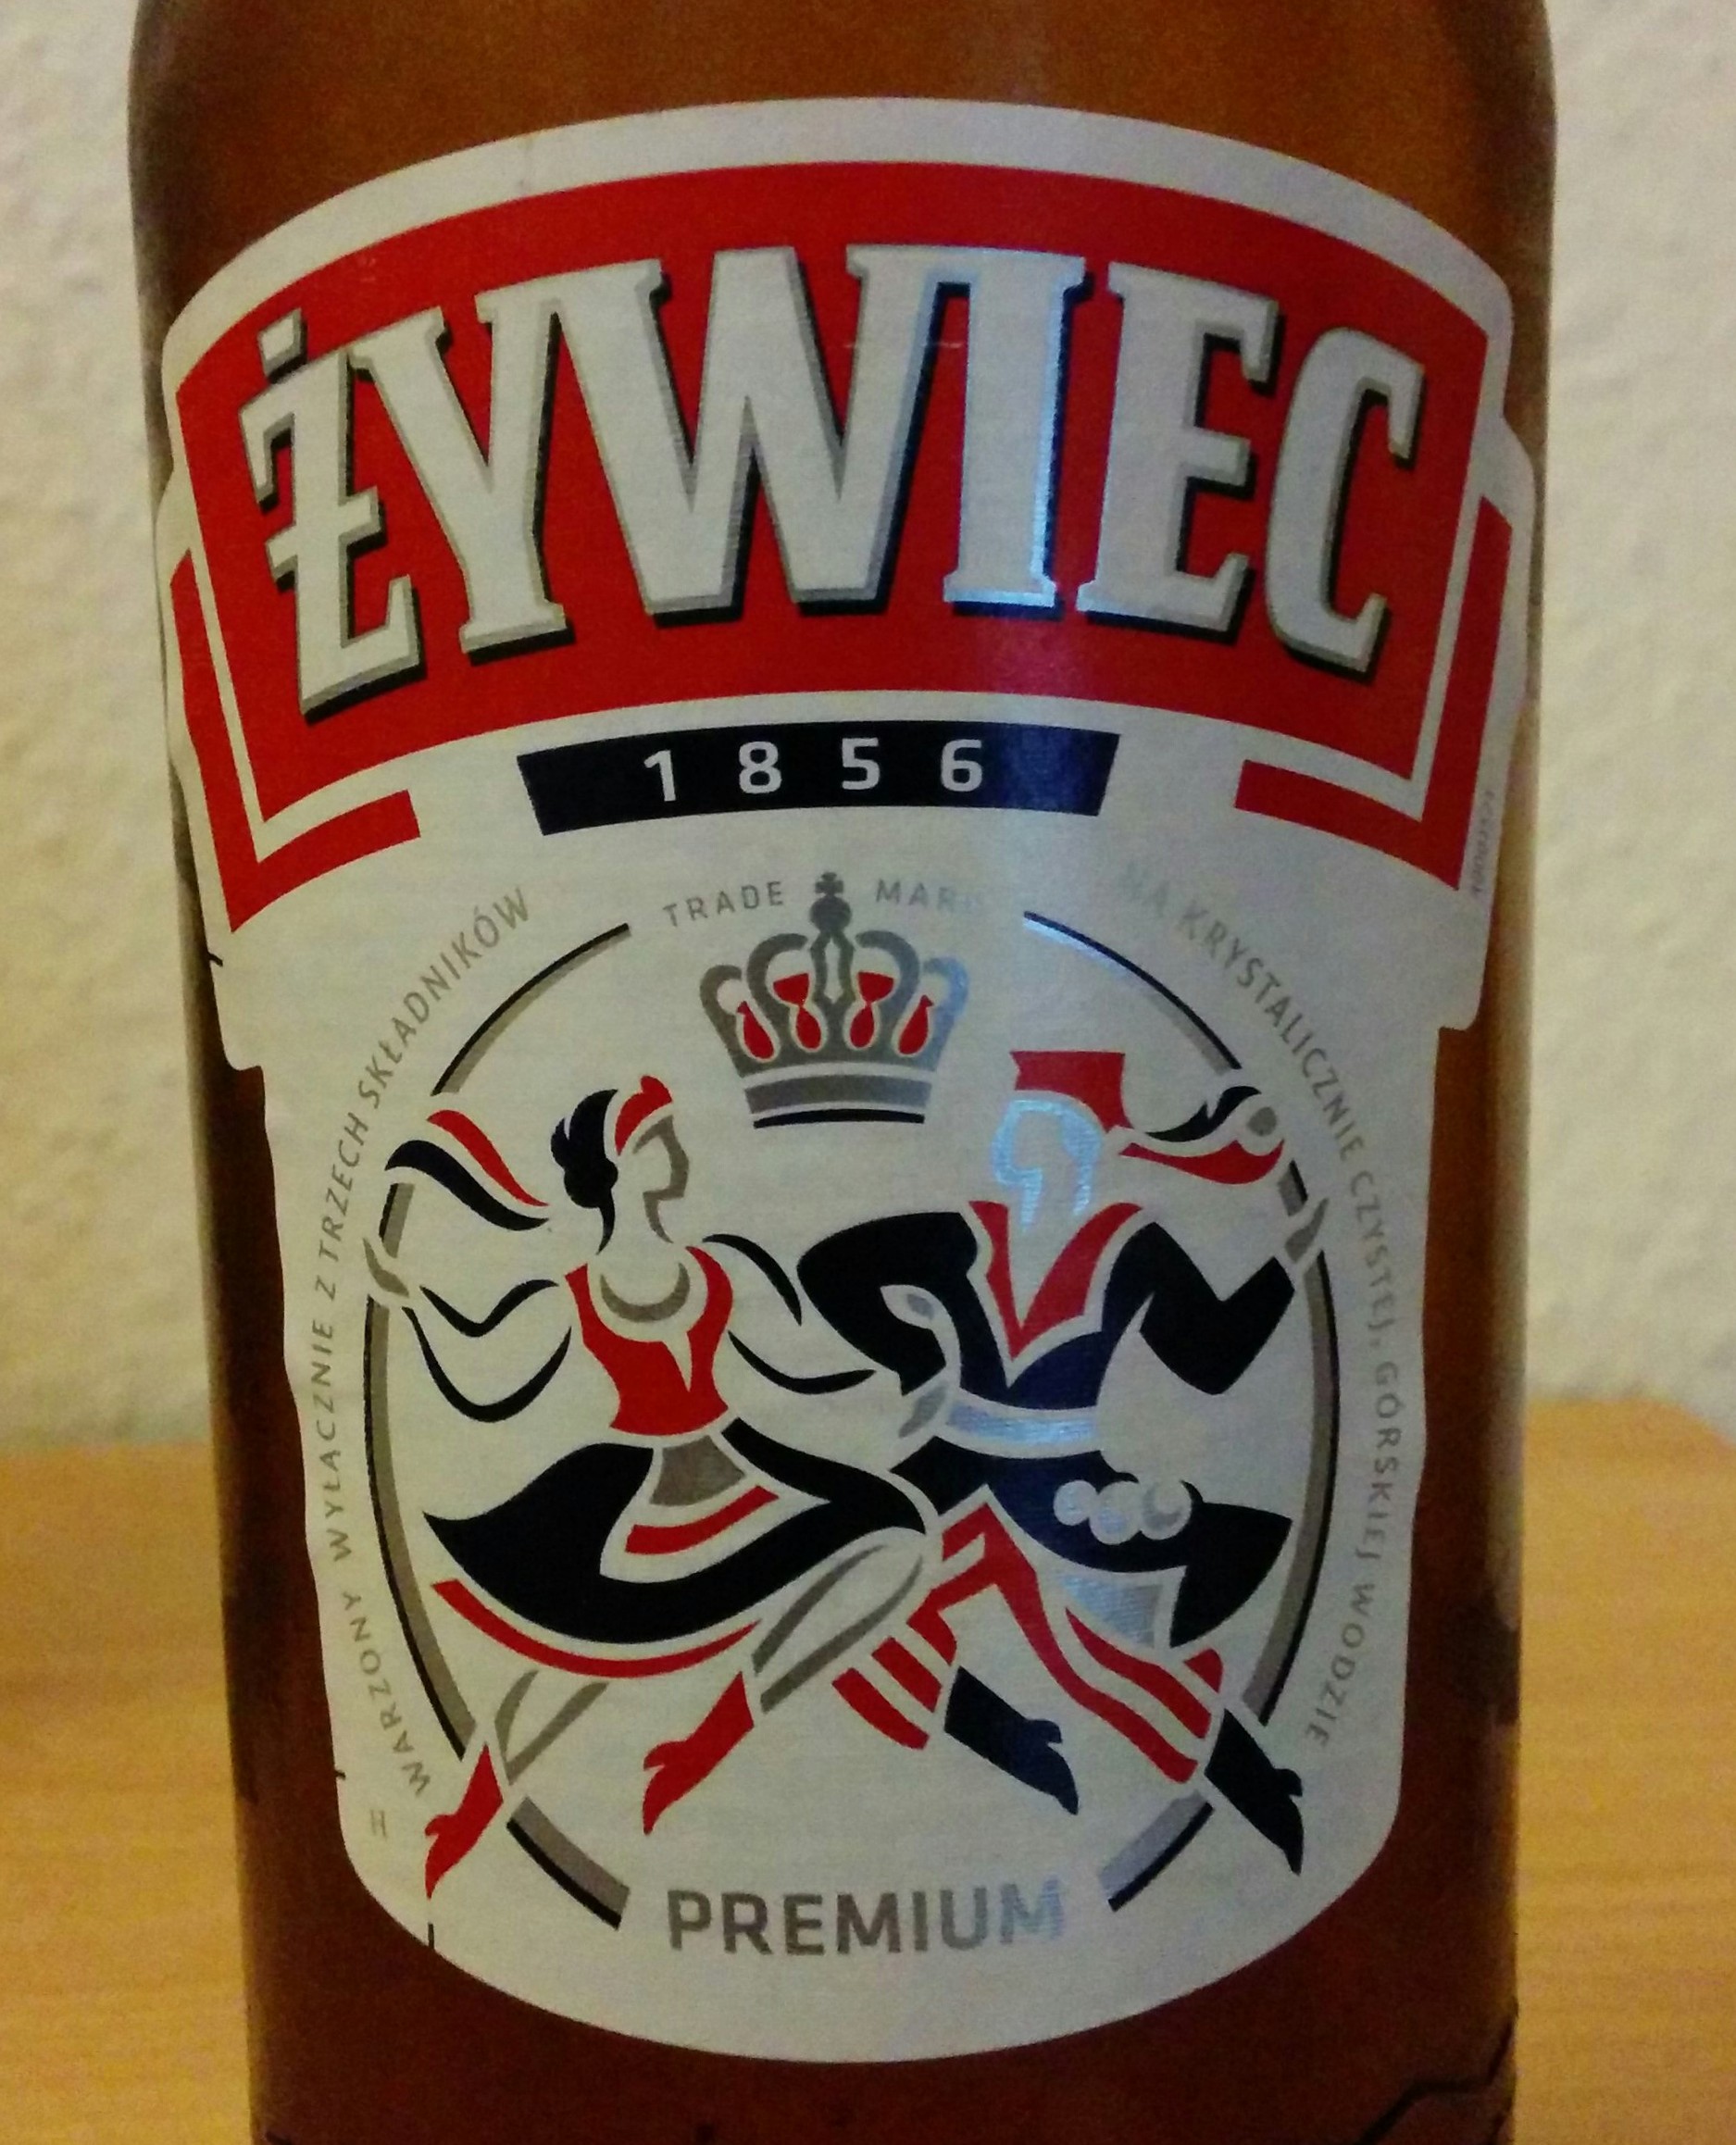 ŻYWIEC
1856
TRADE MARK
WARZONY WYŁĄCZNIE Z TRZECH SKŁADNIKÓW
NA KRYSTALICZNIE CZYSTEJ, GÓRSKIEJ WODZIE
H
PREMIUM